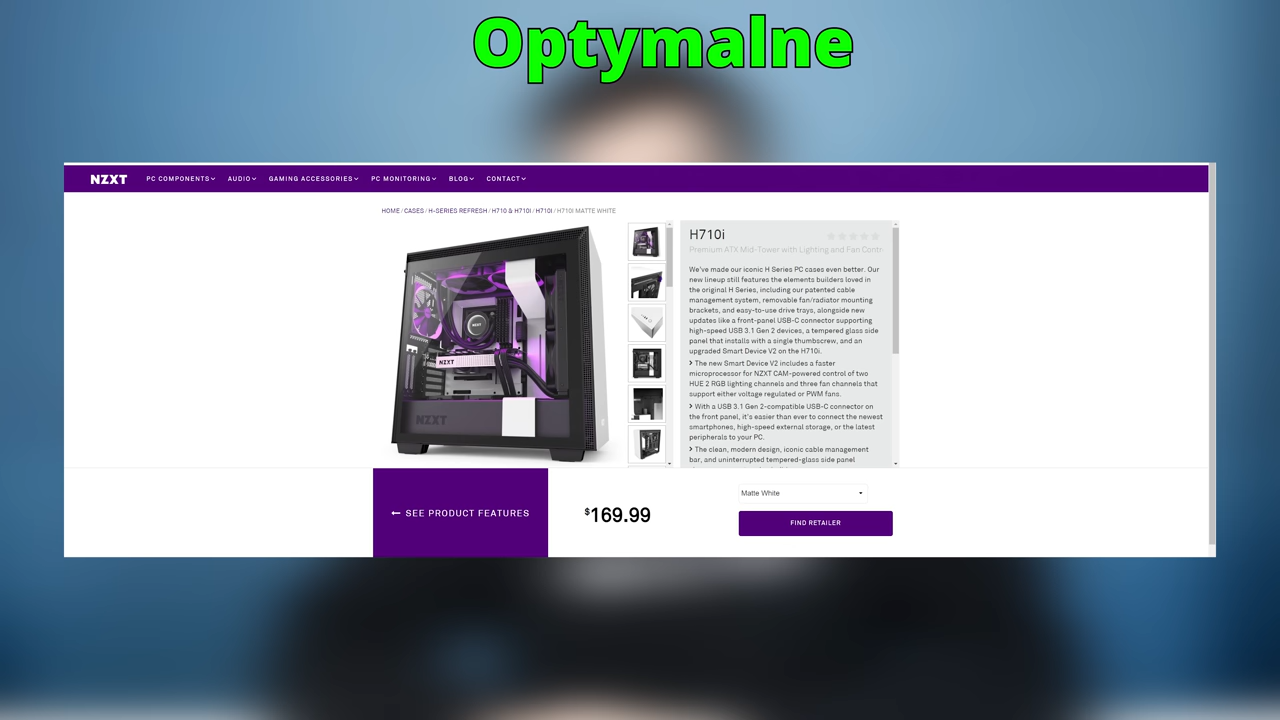 Optymalne
NZXT
PC COMPONENTS
AUDIO
GAMING ACCESSORIES
PC MONITORING
BLOG
CONTACT
HOME / CASES / H-SERIES REFRESH / H710 & H710I / H710I / H710I MATTE WHITE
NZXT
NZXT
NZXT
H710i
Premium ATX Mid-Tower with Lighting and Fan Contr
We've made our iconic H Series PC cases even better. Our
new lineup still features the elements builders loved in
the original H Series, including our patented cable
management system, removable fan/radiator mounting
brackets, and easy-to-use drive trays, alongside new
updates like a front-panel USB-C connector supporting
high-speed USB 3.1 Gen 2 devices, a tempered glass side
panel that installs with a single thumbscrew, and an
upgraded Smart Device V2 on the H710i.
The new Smart Device V2 includes a faster
microprocessor for NZXT CAM-powered control of two
HUE 2 RGB lighting channels and three fan channels that
support either voltage regulated or PWM fans.
With a USB 3.1 Gen 2-compatible USB-C connector on
the front panel, it's easier than ever to connect the newest
smartphones, high-speed external storage, or the latest
peripherals to your PC.
The clean, modern design, iconic cable management
bar, and uninterrupted tempered-glass side panel
← SEE PRODUCT FEATURES
$169.99
Matte White
FIND RETAILER